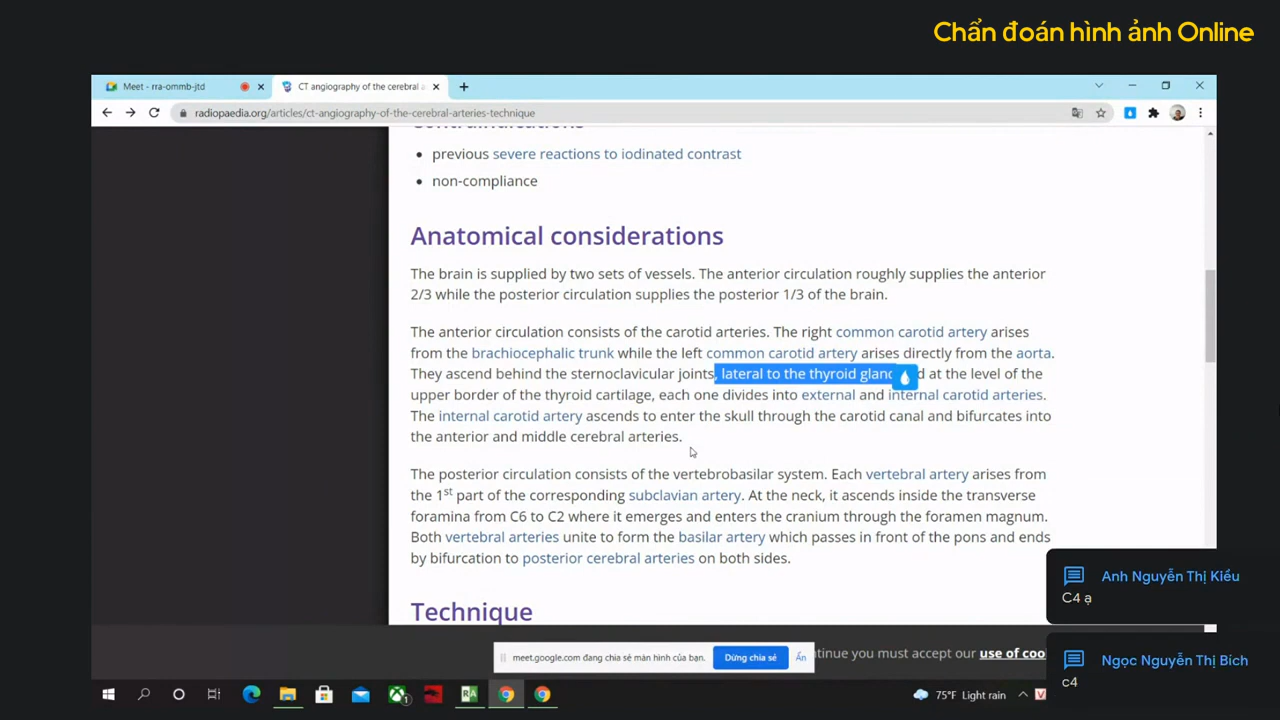 Chẩn đoán hình ảnh Online
Meet - rra-ommb-jtd
CT angiography of the cerebral a
radiopaedia.org/articles/ct-angiography-of-the-cerebral-arteries-technique
Contraindications
previous severe reactions to iodinated contrast
non-compliance
Anatomical considerations
The brain is supplied by two sets of vessels. The anterior circulation roughly supplies the anterior
2/3 while the posterior circulation supplies the posterior 1/3 of the brain.
The anterior circulation consists of the carotid arteries. The right common carotid artery arises
from the brachiocephalic trunk while the left common carotid artery arises directly from the aorta.
They ascend behind the sternoclavicular joints, lateral to the thyroid gland at the level of the
upper border of the thyroid cartilage, each one divides into external and internal carotid arteries.
The internal carotid artery ascends to enter the skull through the carotid canal and bifurcates into
the anterior and middle cerebral arteries.
The posterior circulation consists of the vertebrobasilar system. Each vertebral artery arises from
the 1st part of the corresponding subclavian artery. At the neck, it ascends inside the transverse
foramina from C6 to C2 where it emerges and enters the cranium through the foramen magnum.
Both vertebral arteries unite to form the basilar artery which passes in front of the pons and ends
by bifurcation to posterior cerebral arteries on both sides.
Technique
Anh Nguyễn Thị Kiều
C4 ạ
meet.google.com đang chia sẻ màn hình của bạn.
Dừng chia sẻ
Ẩn
ntinue you must accept our use of coo
Ngọc Nguyễn Thị Bích
c4
RA
75°F Light rain
V